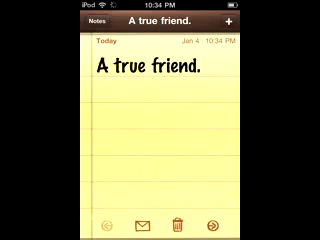 iPod 10:34 PM
Notes A true friend. +
Today Jan 4 10:34 PM
A true friend.